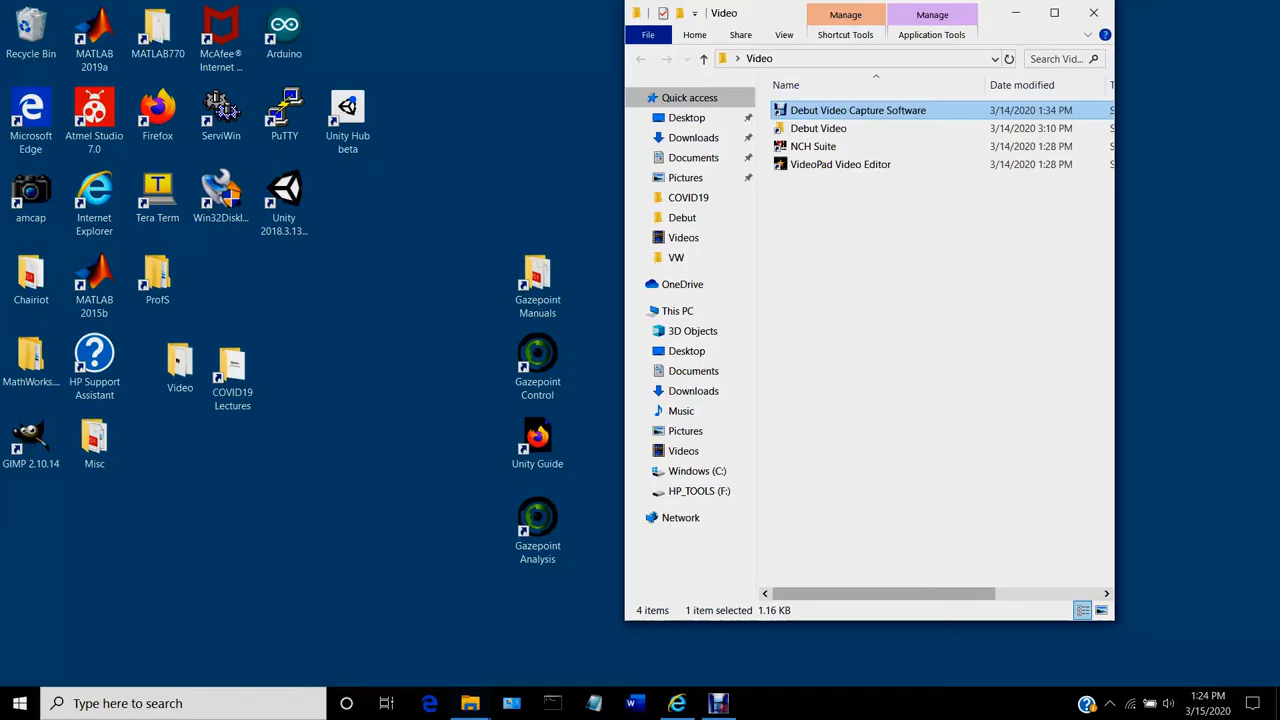 Recycle Bin
MATLAB 2019a
MATLAB770
McAfee® Internet ...
Arduino
Microsoft Edge
Atmel Studio 7.0
Firefox
ServiWin
PuTTY
Unity Hub beta
amcap
Internet Explorer
Tera Term
Win32Diskl...
Unity 2018.3.13...
Chairiot
MATLAB 2015b
ProfS
MathWorks...
HP Support Assistant
Video
COVID19 Lectures
GIMP 2.10.14
Misc
Gazepoint Manuals
Gazepoint Control
Unity Guide
Gazepoint Analysis
Video
Manage
Manage
File
Home
Share
View
Shortcut Tools
Application Tools
Video
Search Vid...
Name
Date modified
Quick access
Desktop
Downloads
Documents
Pictures
COVID19
Debut
Videos
VW
OneDrive
This PC
3D Objects
Desktop
Documents
Downloads
Music
Pictures
Videos
Windows (C:)
HP_TOOLS (F:)
Network
Debut Video Capture Software 3/14/2020 1:34 PM
Debut Video 3/14/2020 3:10 PM
NCH Suite 3/14/2020 1:28 PM
VideoPad Video Editor 3/14/2020 1:28 PM
4 items 1 item selected 1.16 KB
Type here to search
1:24 PM
3/15/2020